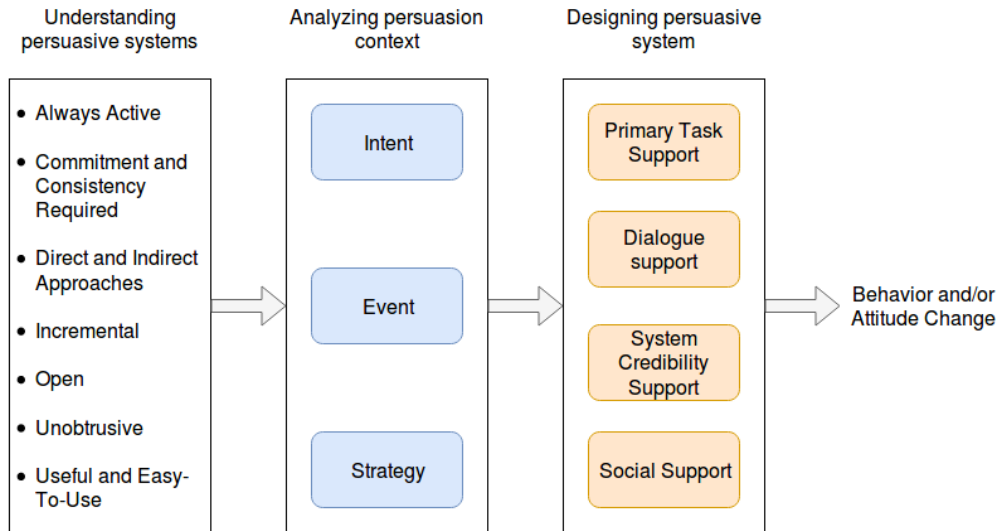 Understanding
persuasive systems
Analyzing persuasion
context
Designing persuasive
system
• Always Active
• Commitment and
Consistency
Required
• Direct and Indirect
Approaches
• Incremental
• Open
• Unobtrusive
• Useful and Easy-
To-Use
Intent
Event
Strategy
Primary Task
Support
Dialogue
support
System
Credibility
Support
Social Support
Behavior and/or
Attitude Change